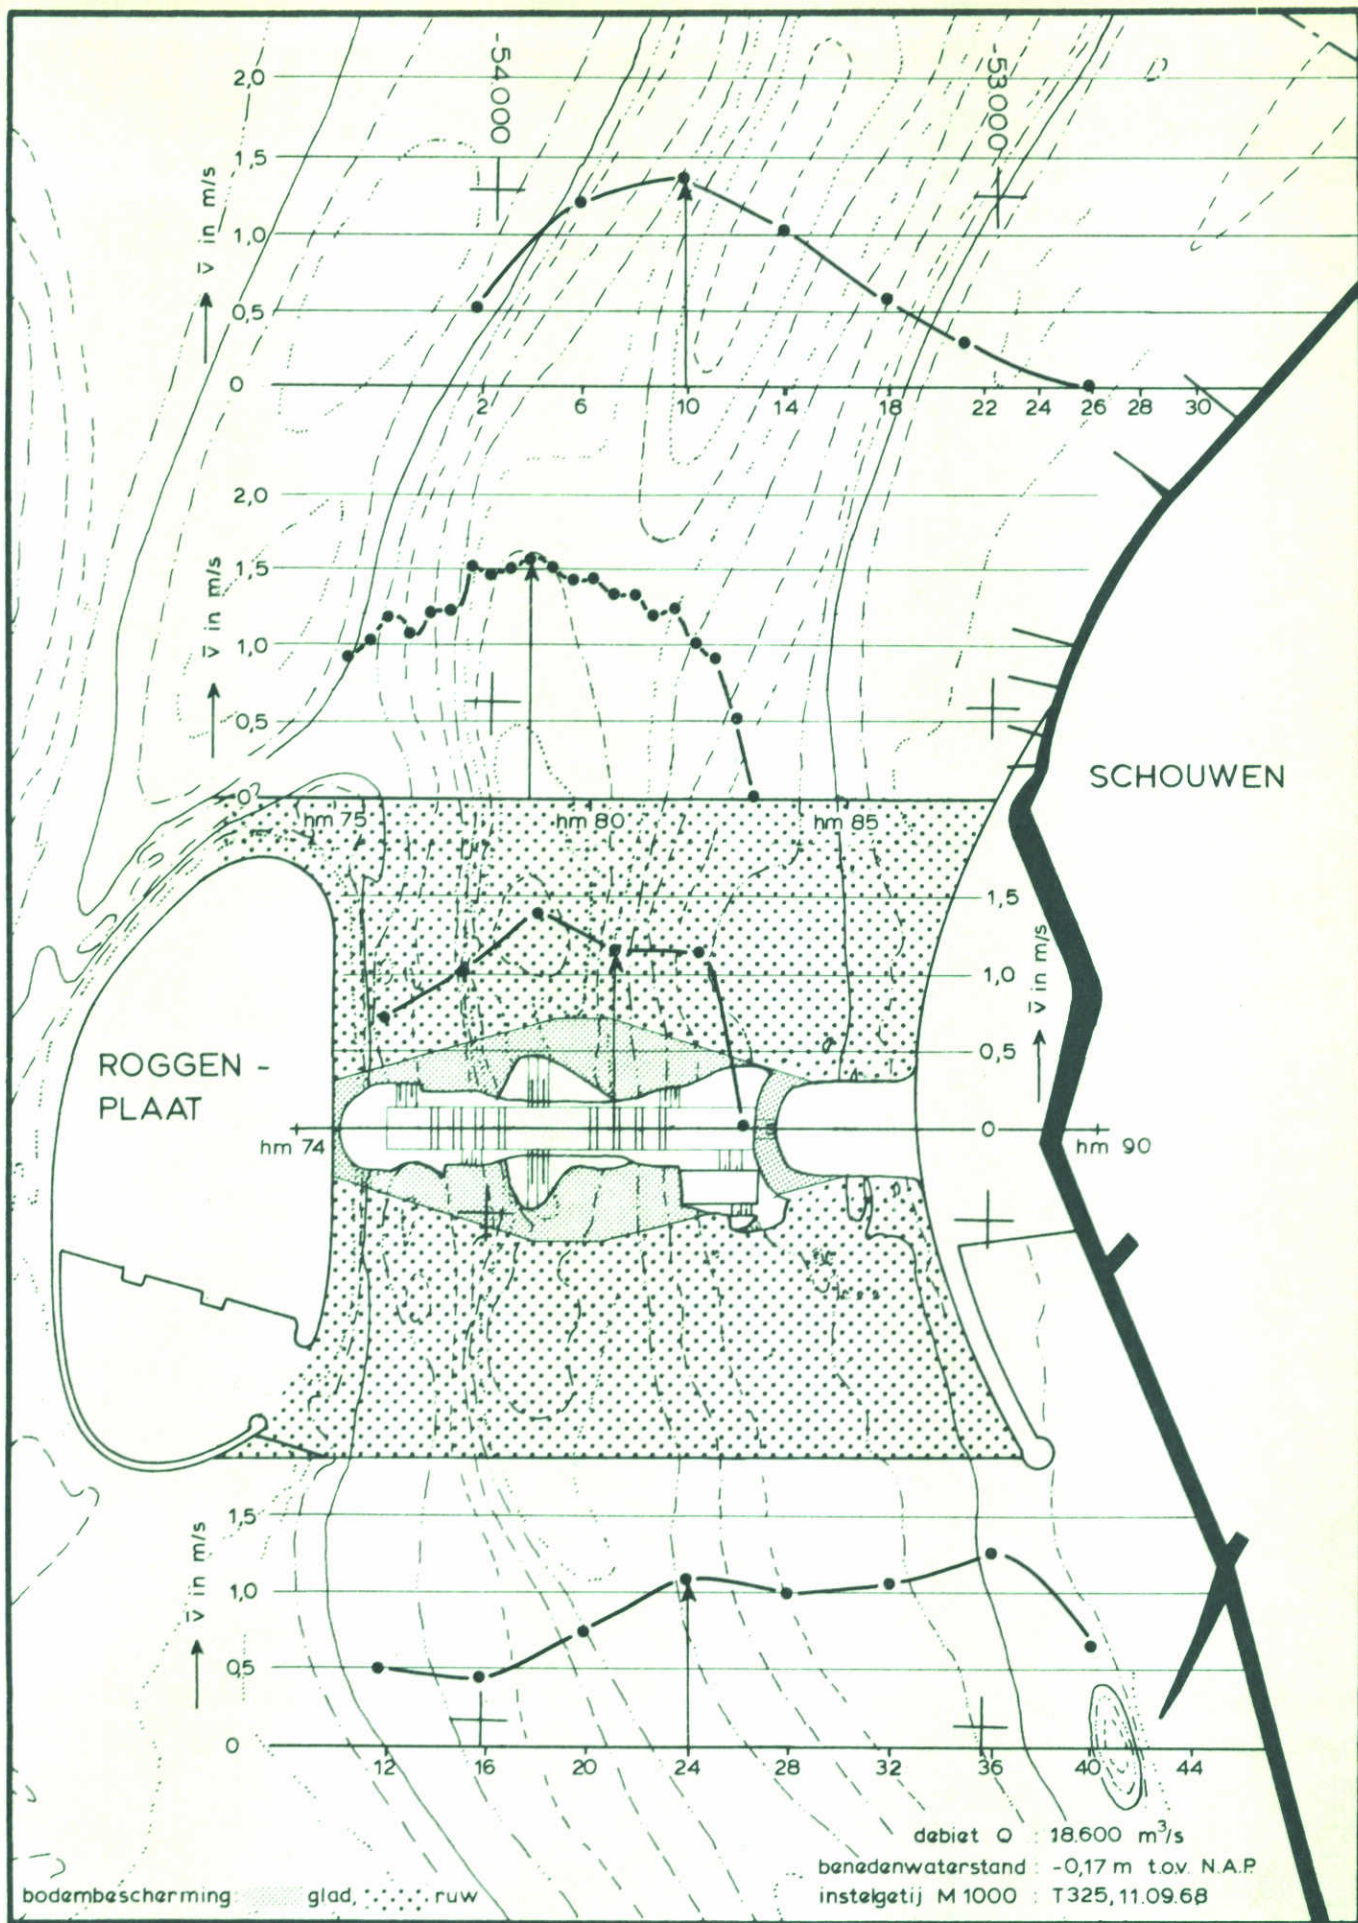 -54.000
-53.000
2,0
1.5
1,0
0,5
0
v̄ in m/s
2
6
10
14
18
22
24
26
28
30
2,0
1,5
1,0
0,5
0
v̄ in m/s
hm 75
hm 80
hm 85
SCHOUWEN
1,5
1,0
0,5
0
v̄ in m/s
ROGGEN -
PLAAT
hm 74
hm 90
1,5
1,0
0,5
0
v̄ in m/s
12
16
20
24
28
32
36
40
44
debiet Q : 18.600 m³/s
benedenwaterstand : -0,17 m t.o.v. N.A.P.
instelgetij M 1000 : T325, 11.09.68
bodembescherming: glad, ruw